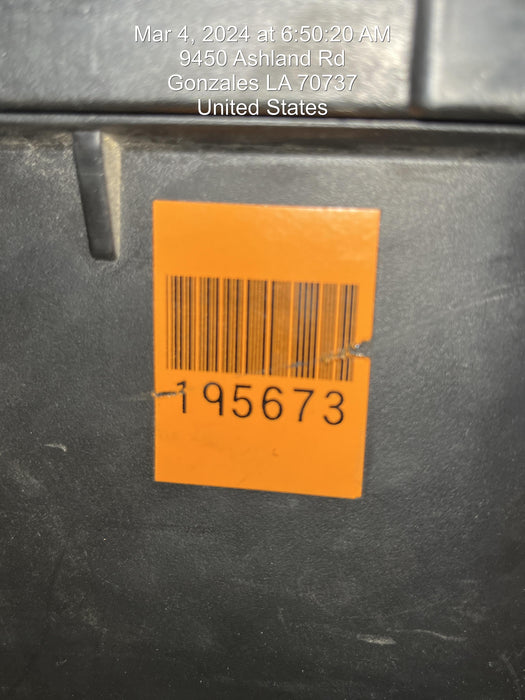 Mar 4, 2024 at 6:50:20 AM
9450 Ashland Rd
Gonzales LA 70737
United States
195673